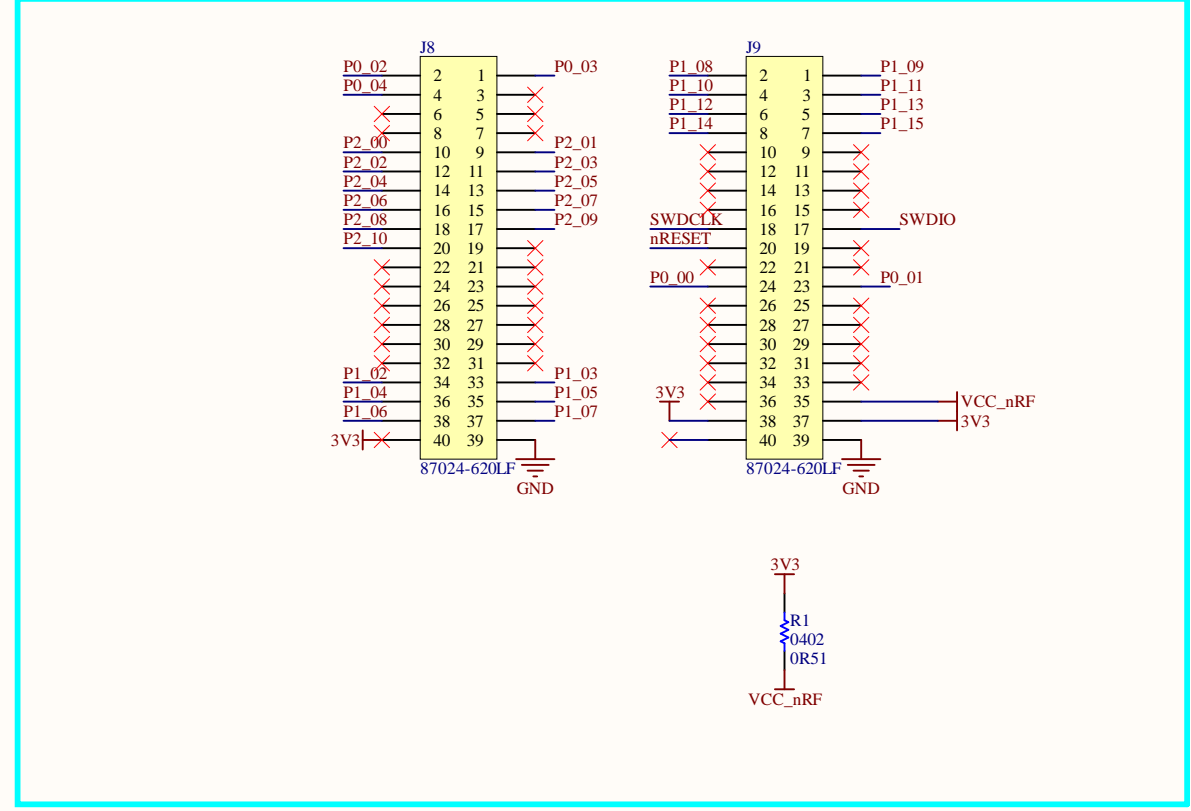 J8 J9
P0_02 2 1 P0_03 P1_08 2 1 P1_09
P0_04 4 3 P1_10 4 3 P1_11
6 5 P1_12 6 5 P1_13
8 7 P1_14 8 7 P1_15
P2_00 10 9 P2_01 10 9
P2_02 12 11 P2_03 12 11
P2_04 14 13 P2_05 14 13
P2_06 16 15 P2_07 16 15
P2_08 18 17 P2_09 SWDCLK 18 17 SWDIO
P2_10 20 19 nRESET 20 19
22 21 22 21
24 23 P0_00 24 23 P0_01
26 25 26 25
28 27 28 27
30 29 30 29
32 31 32 31
P1_02 34 33 P1_03 34 33
P1_04 36 35 P1_05 3V3 36 35 VCC_nRF
P1_06 38 37 P1_07 38 37 3V3
3V3 40 39 40 39
87024-620LF 87024-620LF
GND GND
3V3
R1
0402
0R51
VCC_nRF